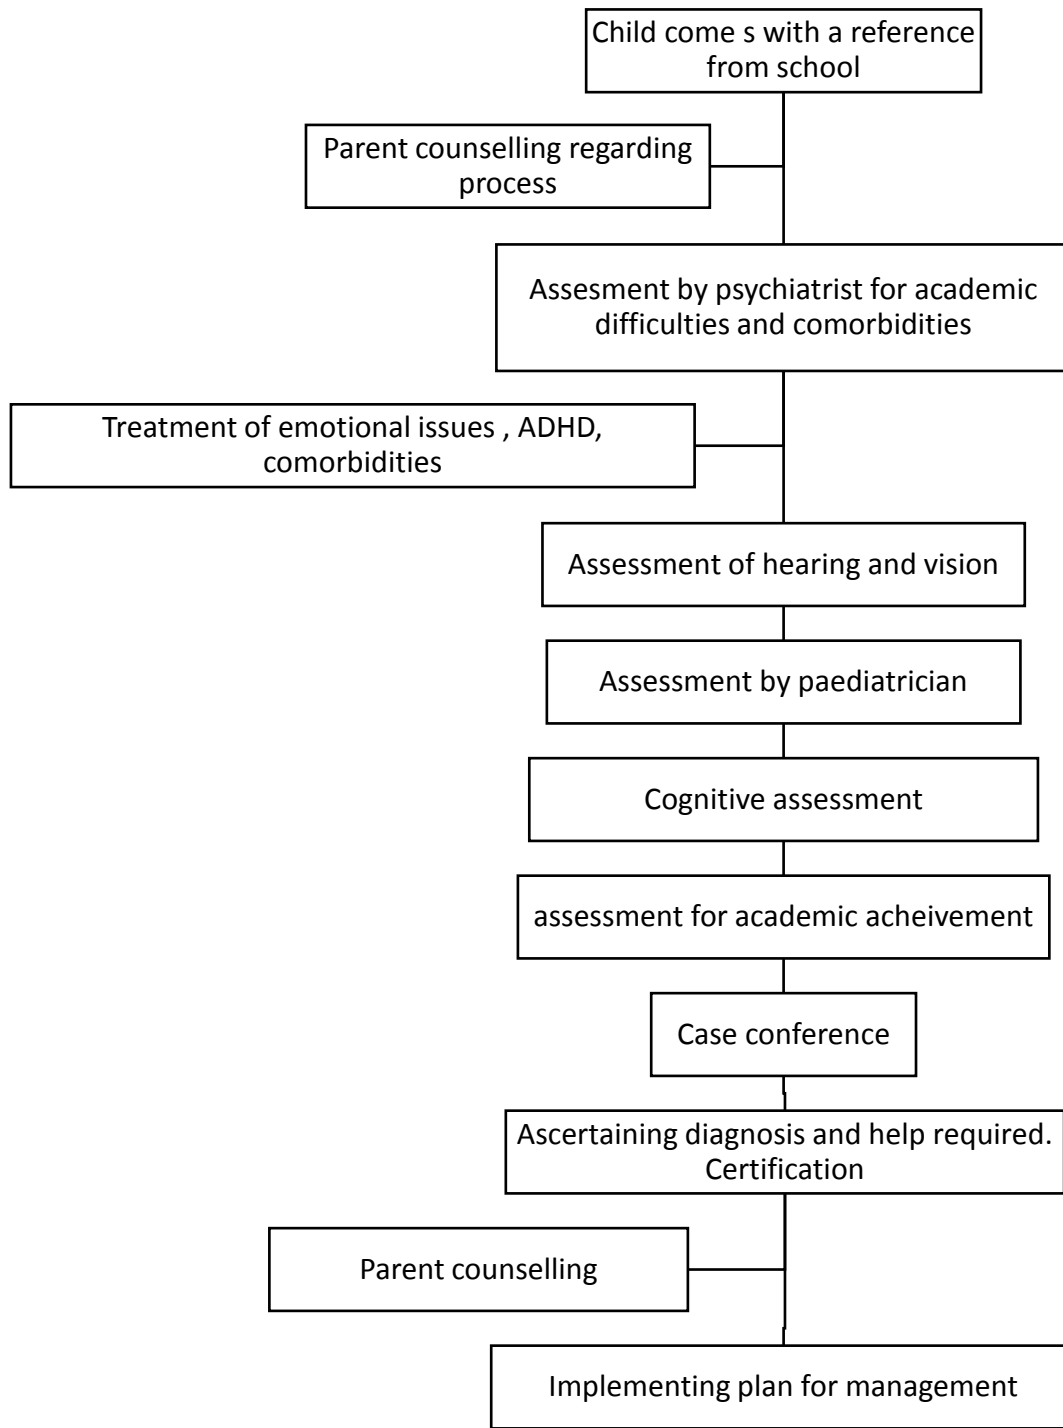 Child come s with a reference
from school
Parent counselling regarding
process
Assesment by psychiatrist for academic
difficulties and comorbidities
Treatment of emotional issues , ADHD,
comorbidities
Assessment of hearing and vision
Assessment by paediatrician
Cognitive assessment
assessment for academic acheivement
Case conference
Ascertaining diagnosis and help required.
Certification
Parent counselling
Implementing plan for management